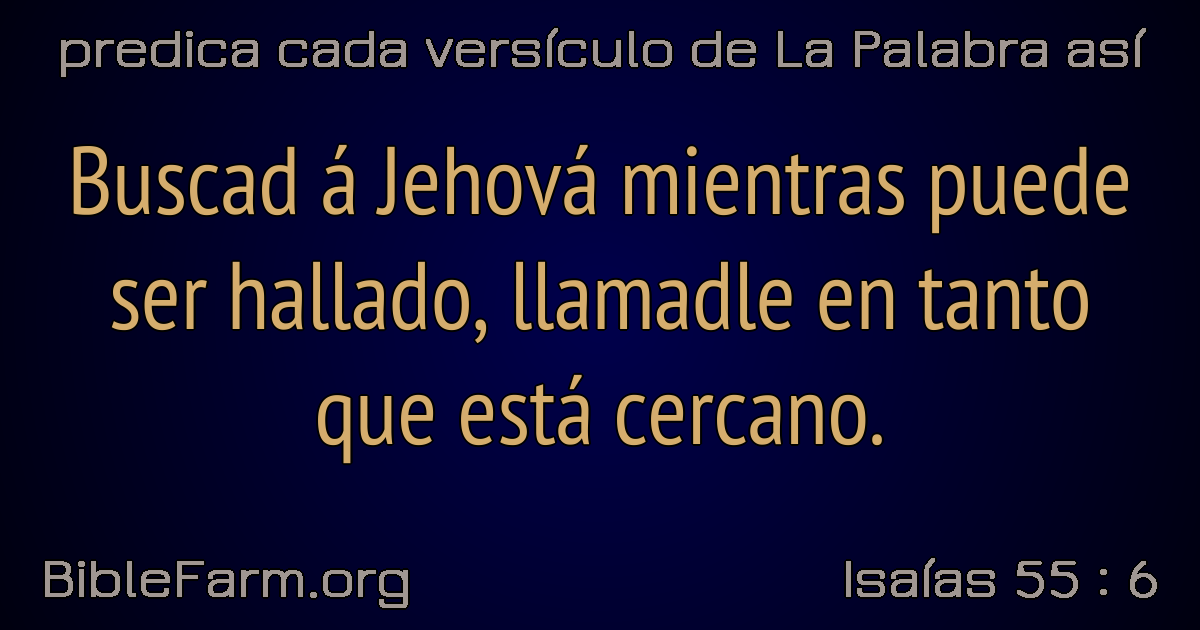 predica cada versículo de La Palabra así
Buscad á Jehová mientras puede
ser hallado, llamadle en tanto
que está cercano.
BibleFarm.org
Isaías 55 : 6